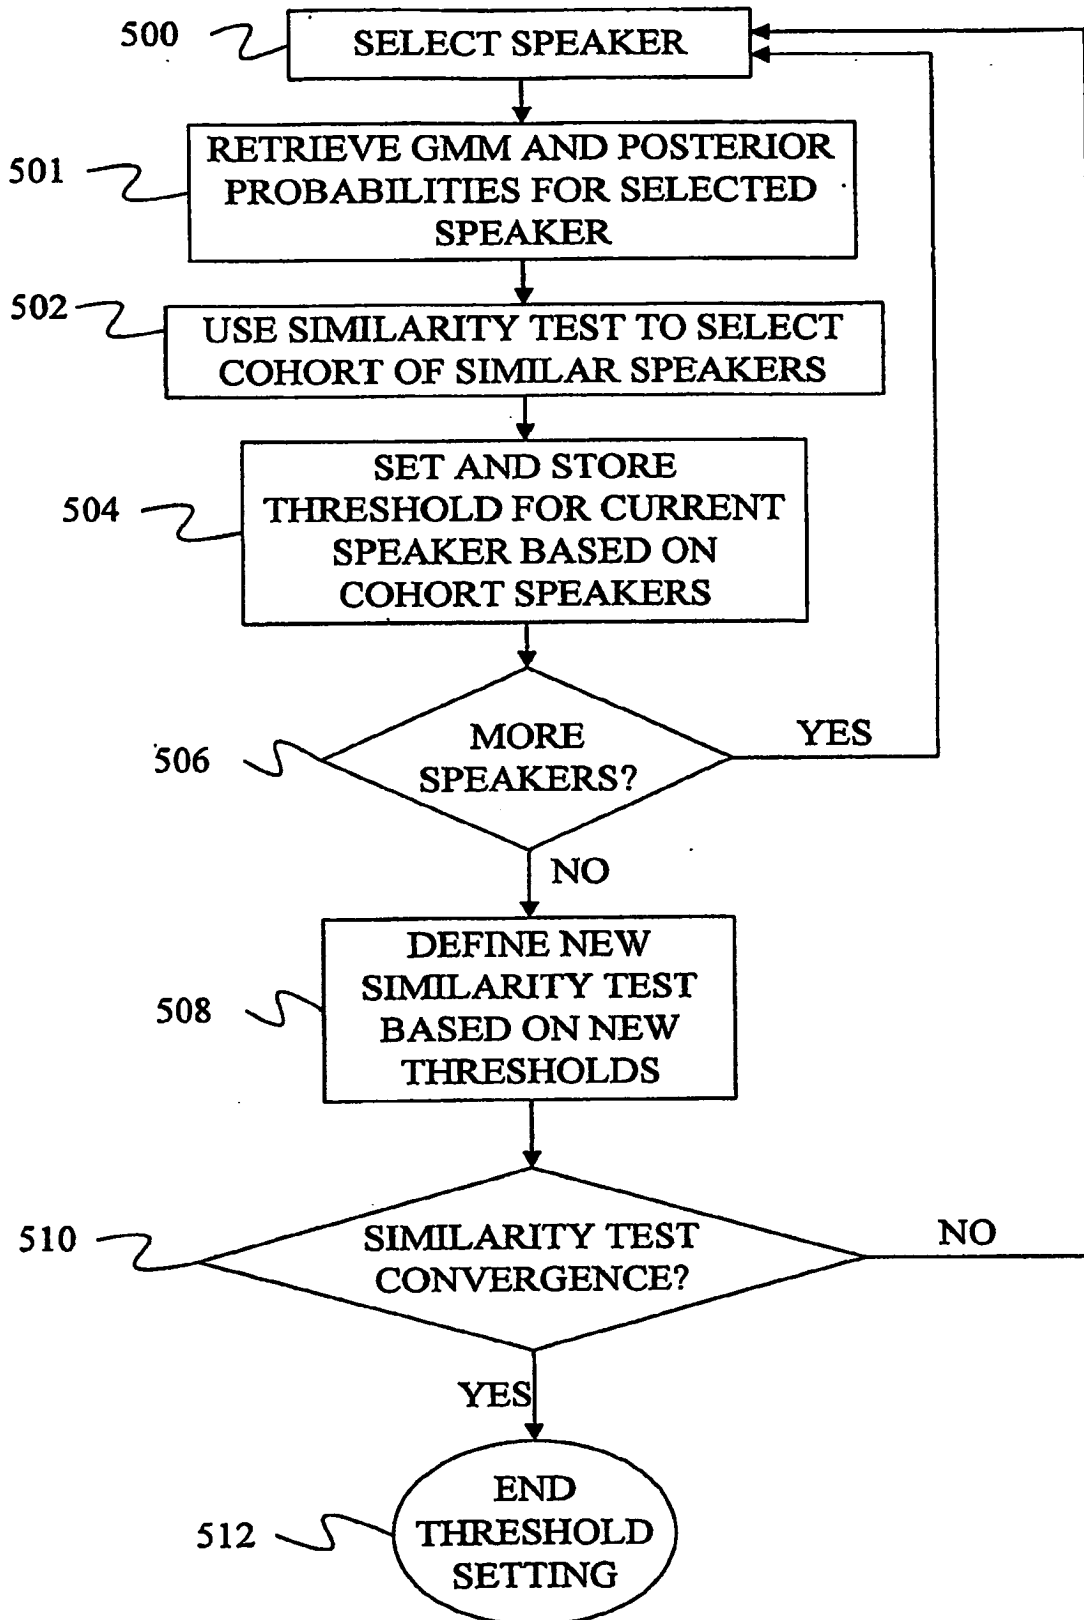 500
SELECT SPEAKER
501
RETRIEVE GMM AND POSTERIOR
PROBABILITIES FOR SELECTED
SPEAKER
502
USE SIMILARITY TEST TO SELECT
COHORT OF SIMILAR SPEAKERS
504
SET AND STORE
THRESHOLD FOR CURRENT
SPEAKER BASED ON
COHORT SPEAKERS
506
MORE
SPEAKERS?
YES
NO
508
DEFINE NEW
SIMILARITY TEST
BASED ON NEW
THRESHOLDS
510
SIMILARITY TEST
CONVERGENCE?
NO
YES
512
END
THRESHOLD
SETTING